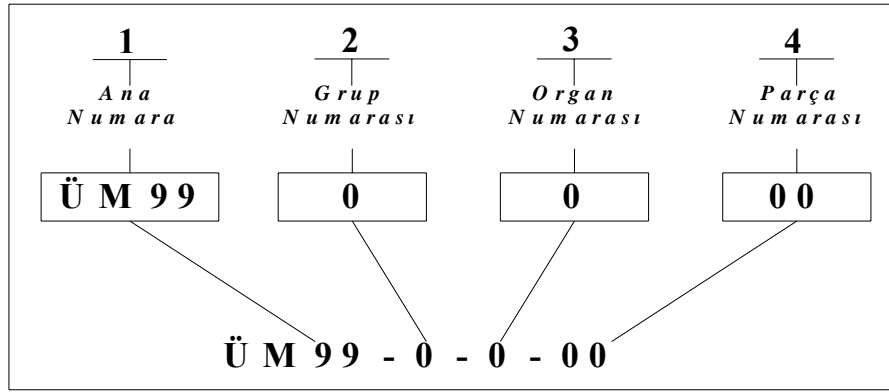 1 2 3 4
Ana Grup Organ Parça
Numara Numarası Numarası Numarası
ÜM99 0 0 00
ÜM99-0-0-00